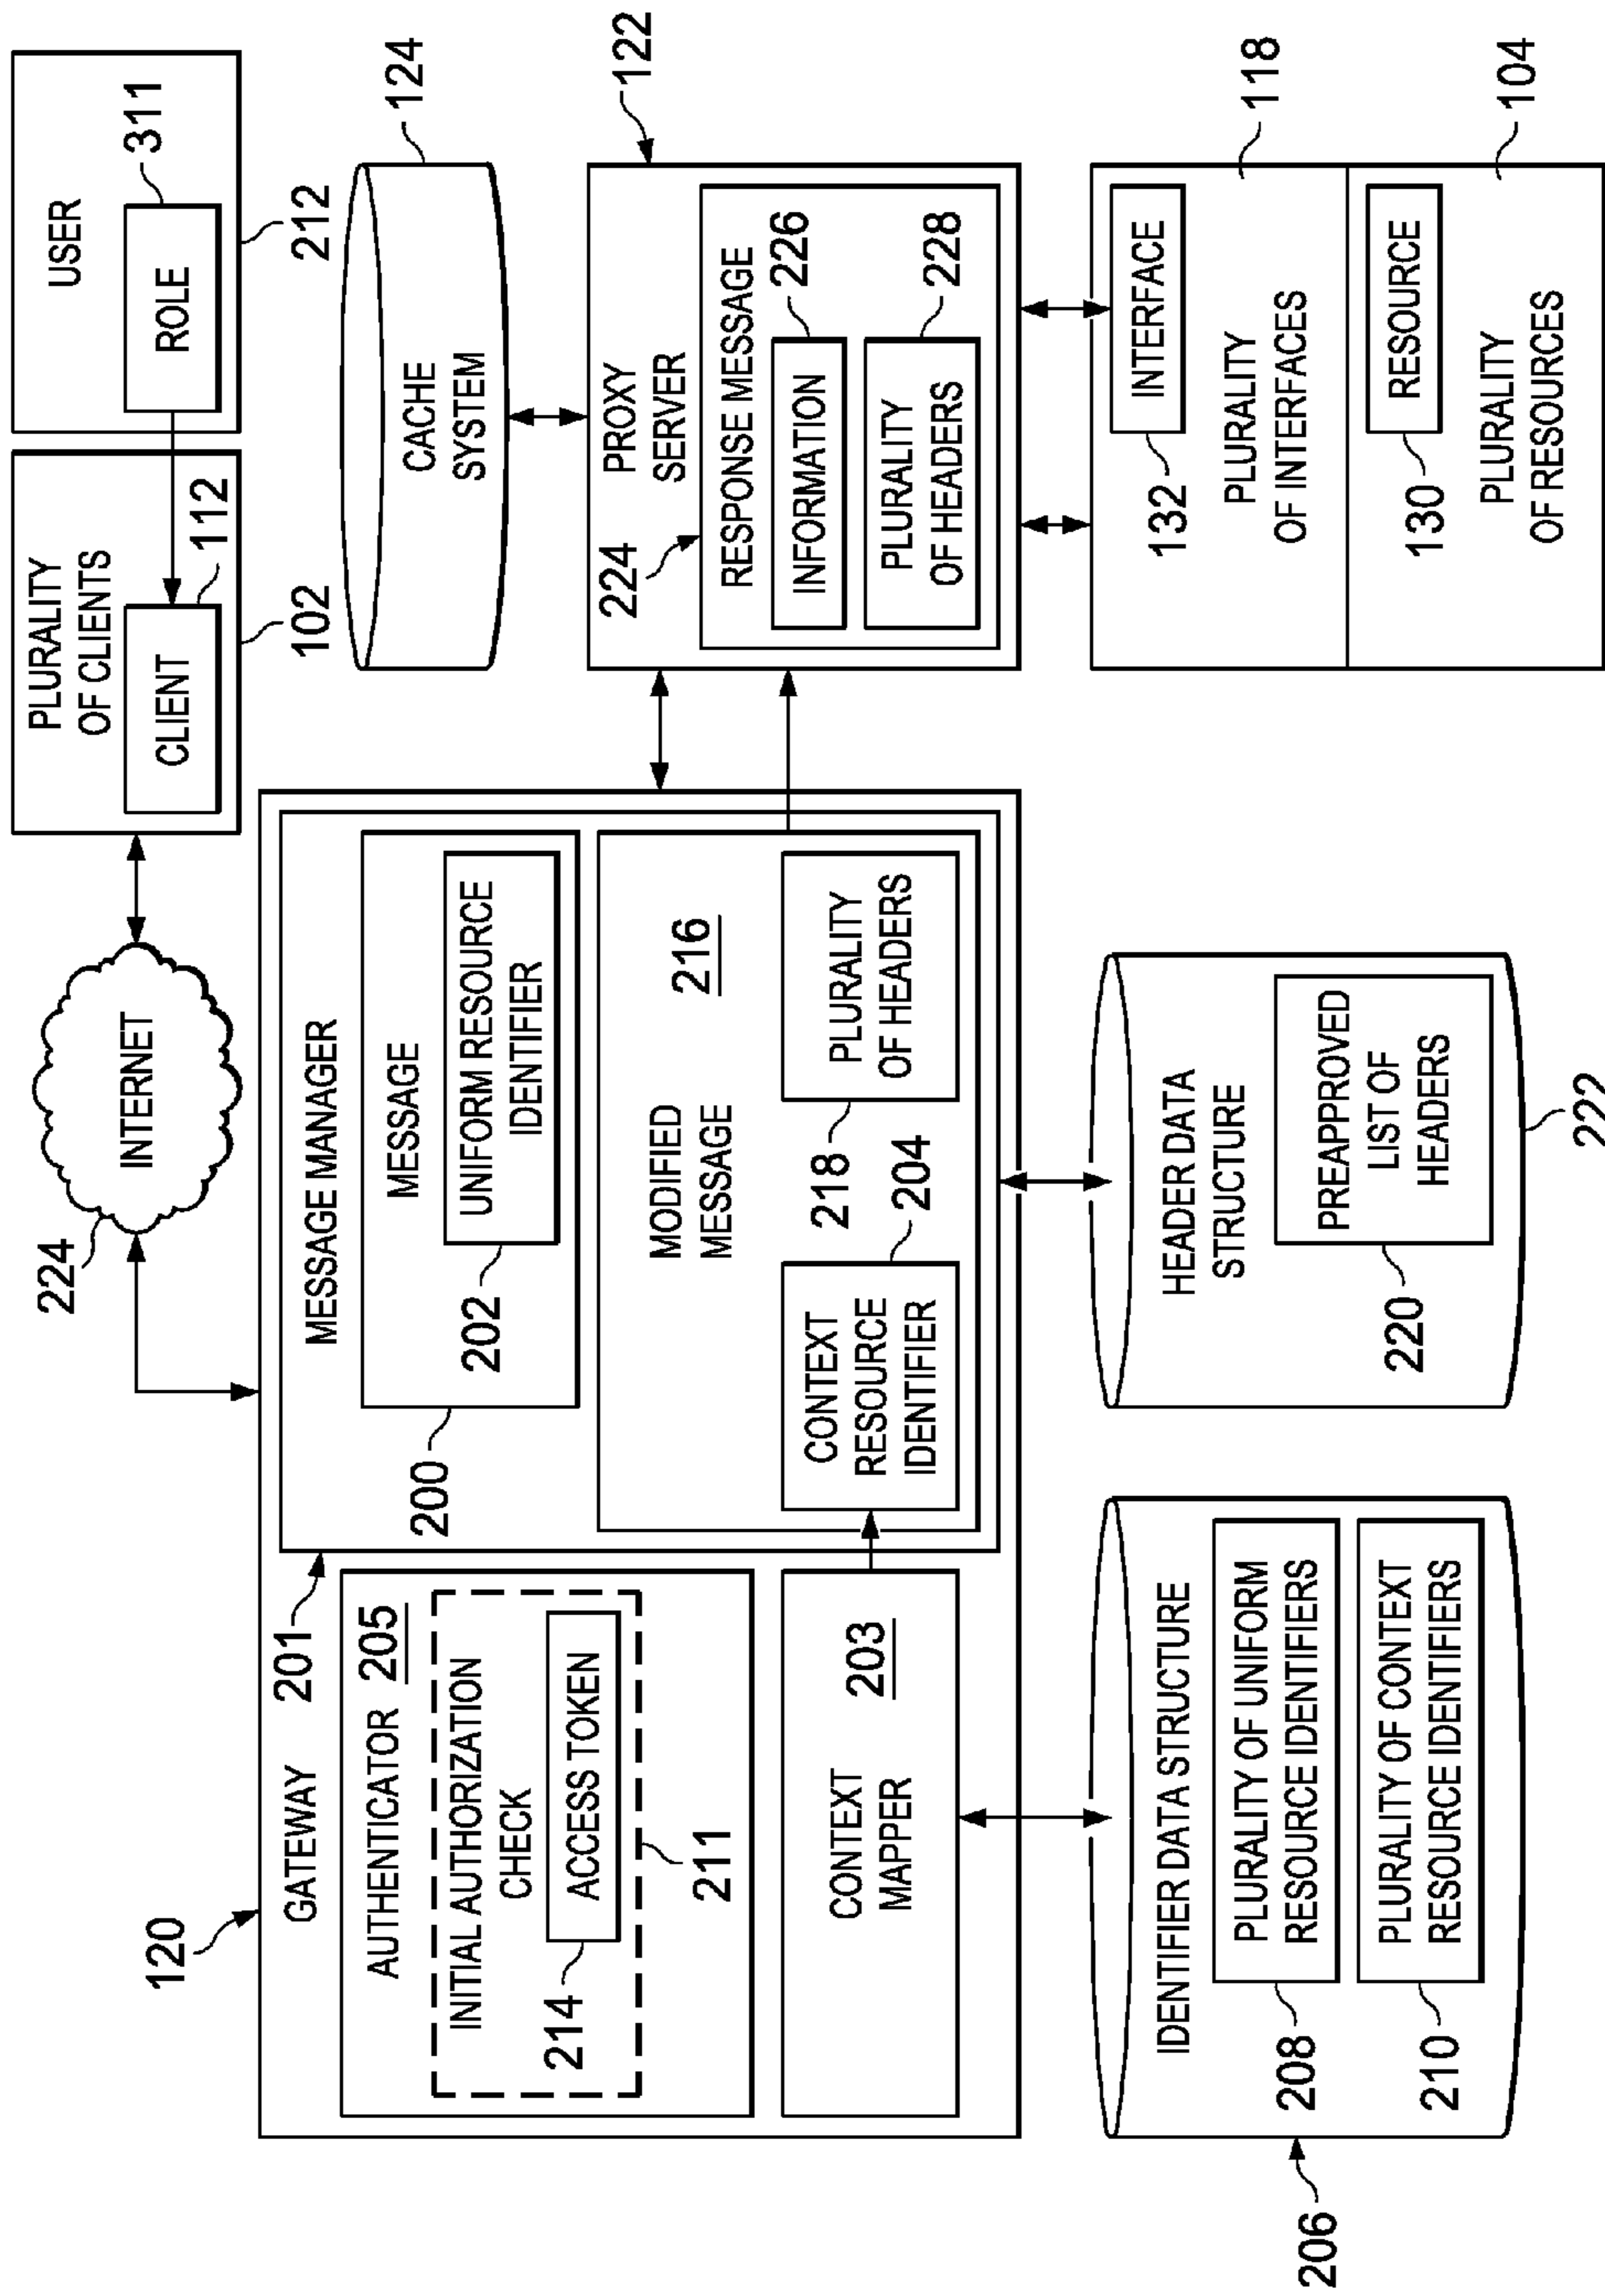 120
GATEWAY
201
AUTHENTICATOR
205
INITIAL AUTHORIZATION
CHECK
ACCESS TOKEN
214
211
CONTEXT
MAPPER
203
MESSAGE MANAGER
MESSAGE
UNIFORM RESOURCE
IDENTIFIER
202
200
MODIFIED
MESSAGE
216
CONTEXT
RESOURCE
IDENTIFIER
204
PLURALITY
OF HEADERS
218
224
INTERNET
PLURALITY
OF CLIENTS
CLIENT
112
102
USER
ROLE
311
212
CACHE
SYSTEM
124
PROXY
SERVER
122
224
RESPONSE MESSAGE
INFORMATION
226
PLURALITY
OF HEADERS
228
INTERFACE
132
PLURALITY
OF INTERFACES
118
RESOURCE
130
PLURALITY
OF RESOURCES
104
IDENTIFIER DATA STRUCTURE
PLURALITY OF UNIFORM
RESOURCE IDENTIFIERS
208
PLURALITY OF CONTEXT
RESOURCE IDENTIFIERS
210
206
HEADER DATA
STRUCTURE
PREAPPROVED
LIST OF
HEADERS
220
222